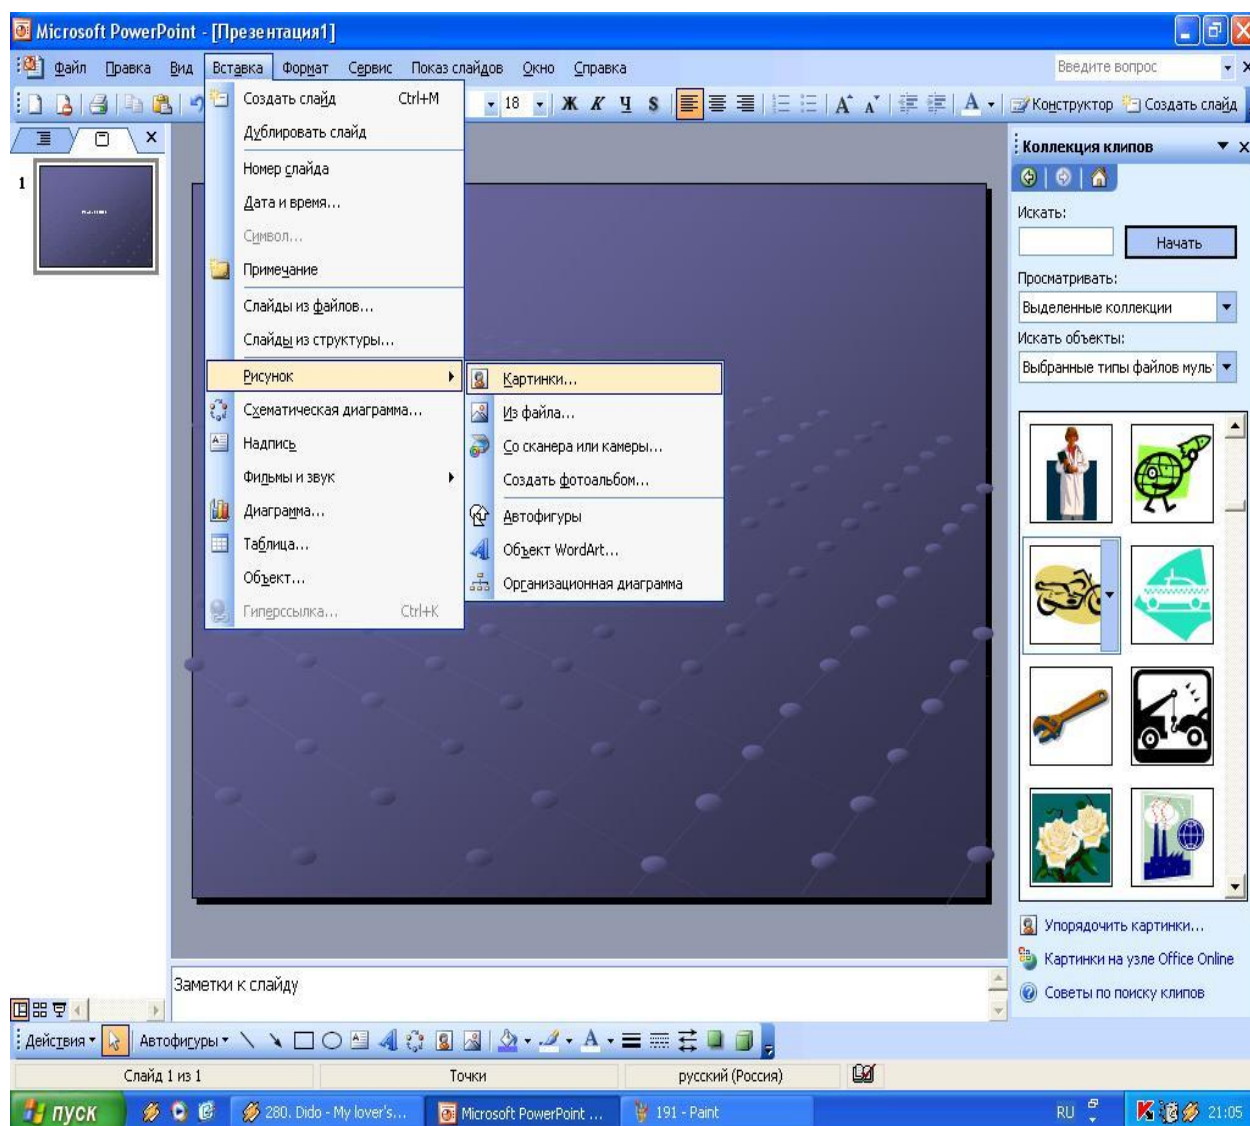 Microsoft PowerPoint - [Презентация1]
Файл Правка Вид Вставка Формат Сервис Показ слайдов Окно Справка Введите вопрос
18 Ж К Ч S A A A Конструктор Создать слайд
Создать слайд Ctrl+M
Дублировать слайд
Номер слайда
Дата и время...
Символ...
Примечание
Слайды из файлов...
Слайды из структуры...
Рисунок
Схематическая диаграмма...
Надпись
Фильмы и звук
Диаграмма...
Таблица...
Объект...
Гиперссылка... Ctrl+K
Картинки...
Из файла...
Со сканера или камеры...
Создать фотоальбом...
Автофигуры
Объект WordArt...
Организационная диаграмма
1
Коллекция клипов
Искать:
Начать
Просматривать:
Выделенные коллекции
Искать объекты:
Выбранные типы файлов муль
Упорядочить картинки...
Картинки на узле Office Online
Советы по поиску клипов
Заметки к слайду
Действия Автофигуры A
Слайд 1 из 1 Точки русский (Россия)
пуск 280. Dido - My lover's... Microsoft PowerPoint ... 191 - Paint RU 21:05